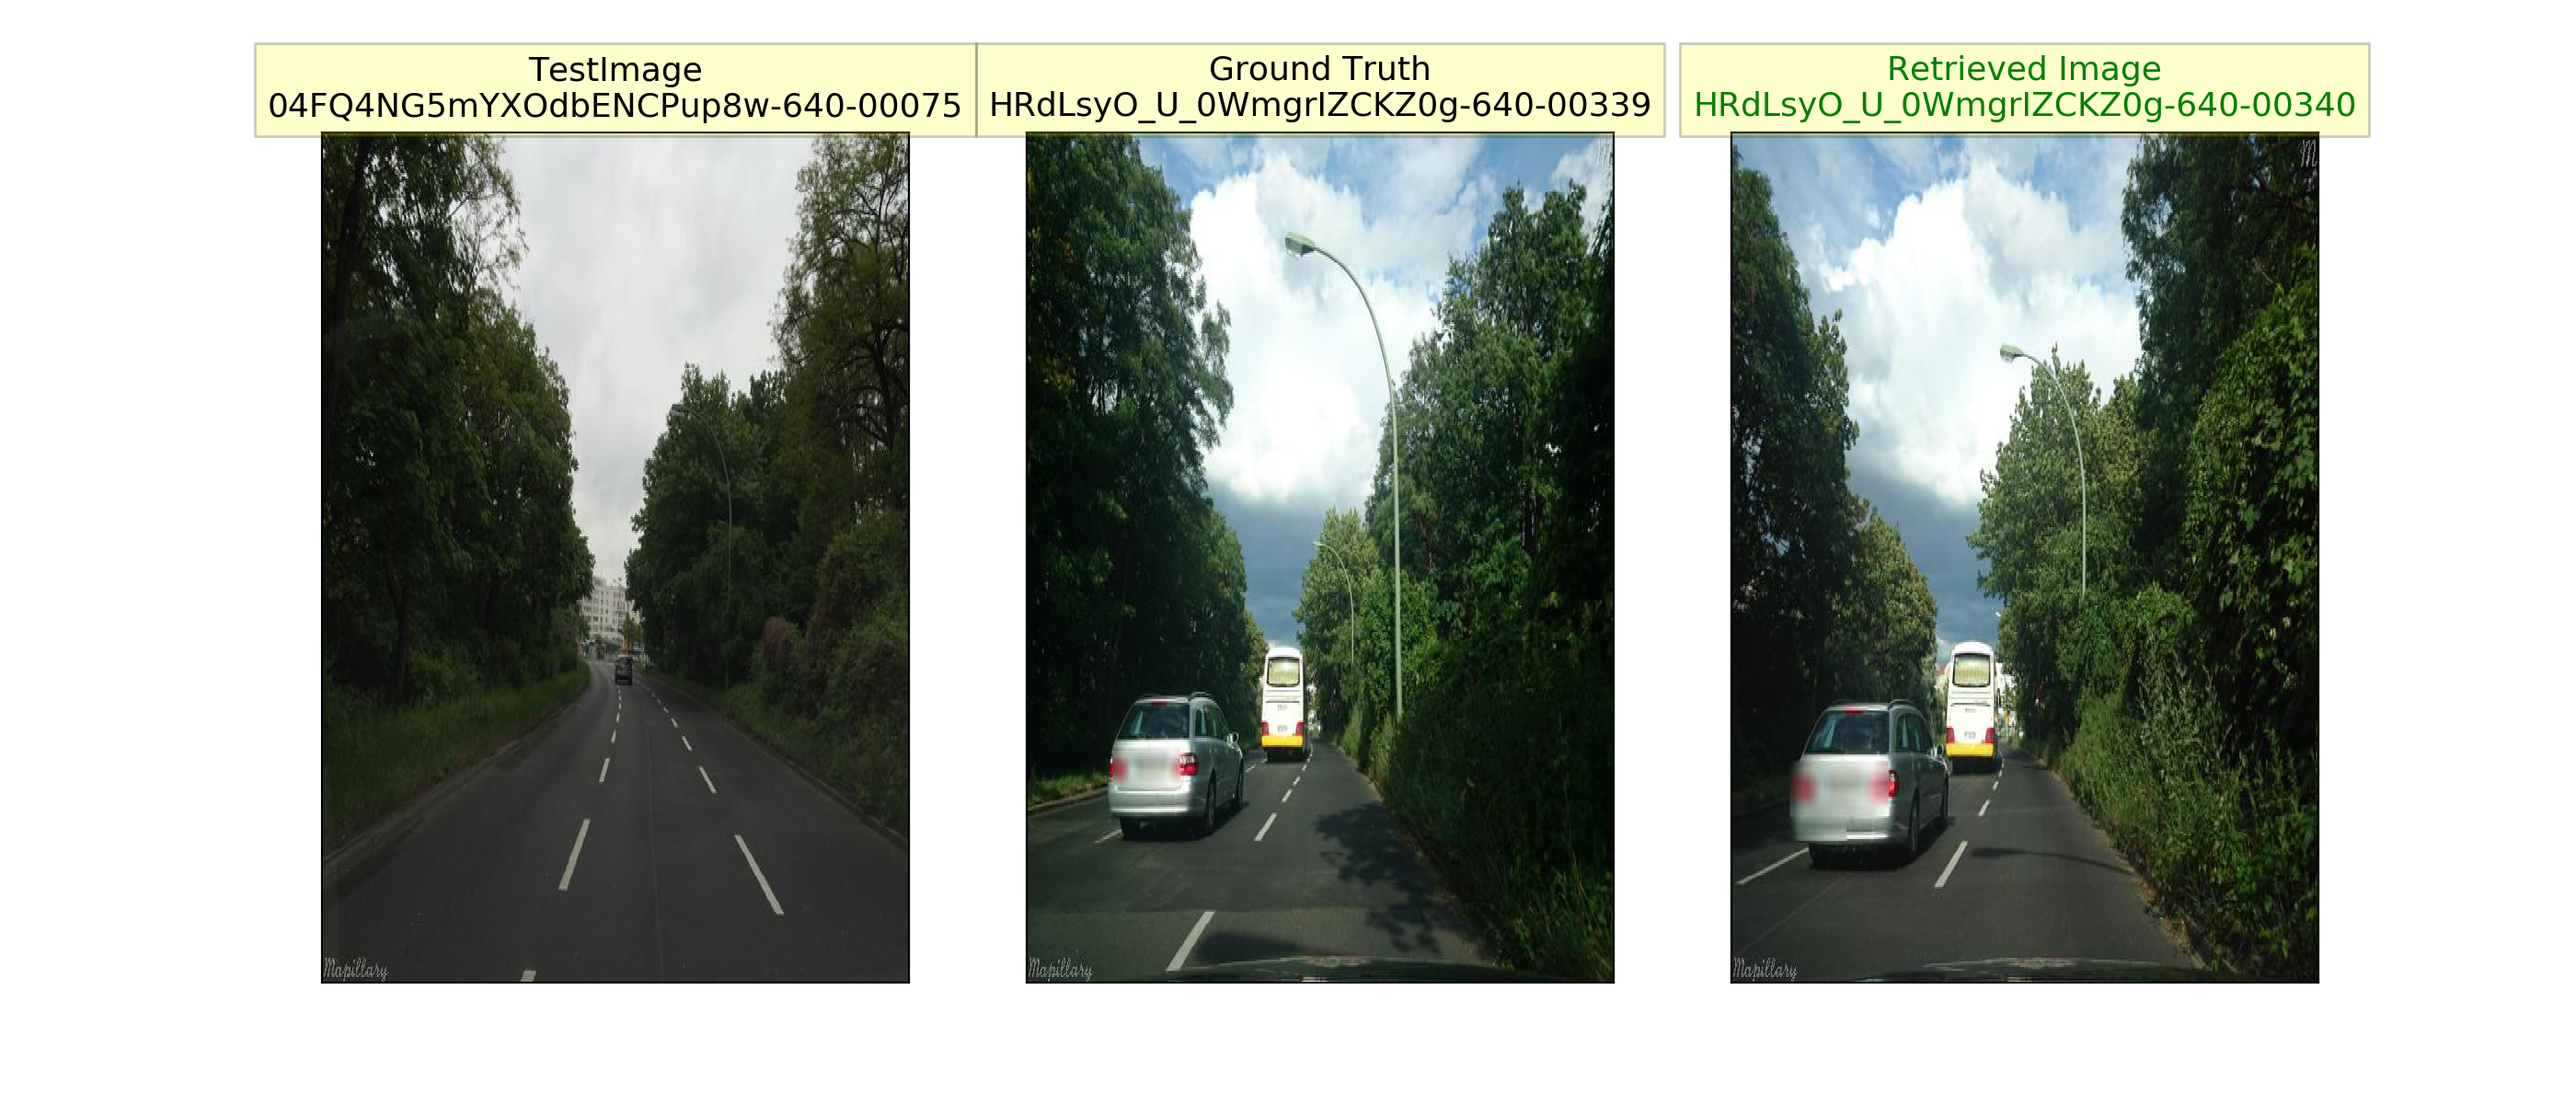 TestImage
04FQ4NG5mYXOdbENCPup8w-640-00075
Ground Truth
HRdLsyO_U_0WmgrIZCKZ0g-640-00339
Retrieved Image
HRdLsyO_U_0WmgrIZCKZ0g-640-00340
Mapillary
Mapillary
Mapillary